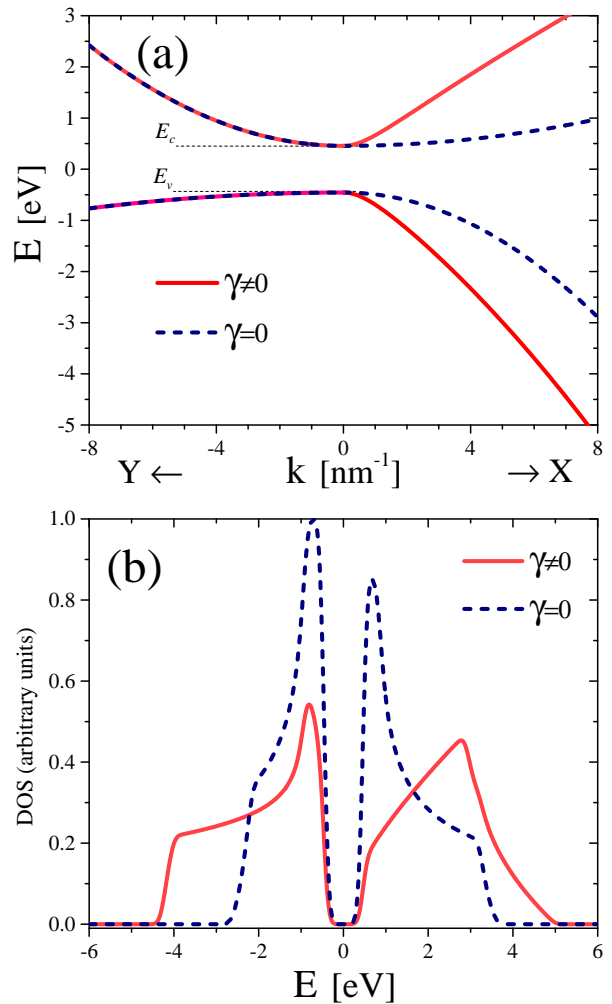 (a)
3
2
1
0
-1
-2
-3
-4
-5
E [eV]
E_c
E_v
γ≠0
γ=0
-8 -4 0 4 8
Y ← k [nm⁻¹] → X
(b)
1.0
0.8
0.6
0.4
0.2
0.0
DOS (arbitrary units)
γ≠0
γ=0
-6 -4 -2 0 2 4 6
E [eV]